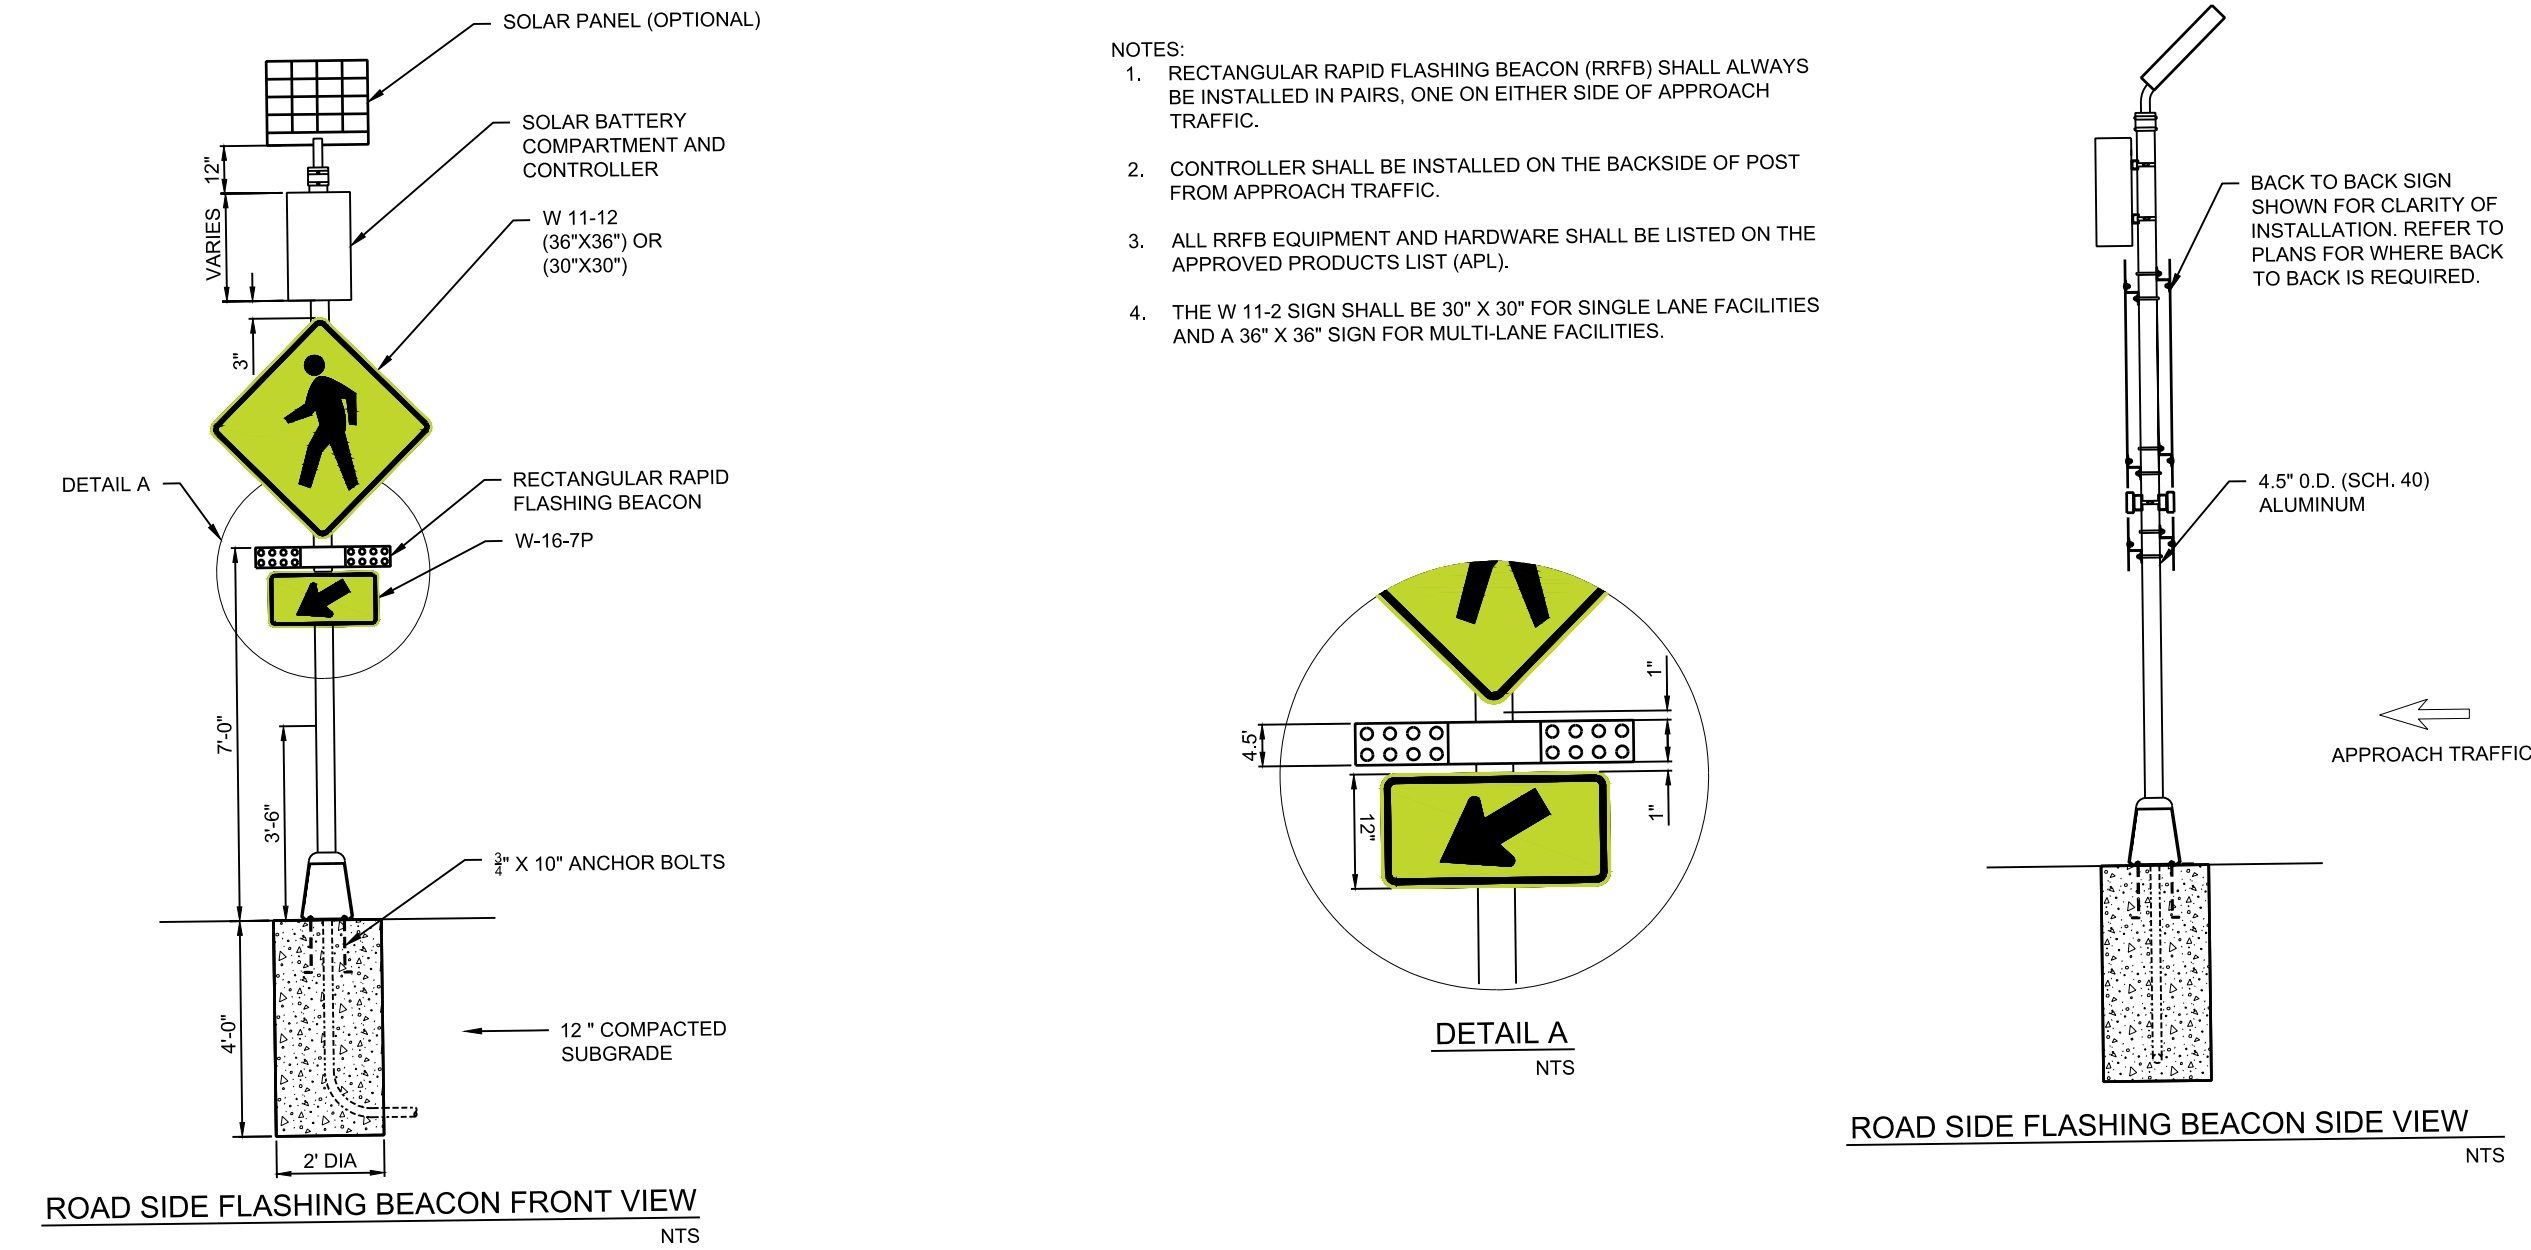 SOLAR PANEL (OPTIONAL)
SOLAR BATTERY
COMPARTMENT AND
CONTROLLER
12"
VARIES
W 11-12
(36"X36") OR
(30"X30")
3"
DETAIL A
RECTANGULAR RAPID
FLASHING BEACON
W-16-7P
7'-0"
3'-6"
3/4" X 10" ANCHOR BOLTS
4'-0"
12 " COMPACTED
SUBGRADE
2' DIA
ROAD SIDE FLASHING BEACON FRONT VIEW
NTS
NOTES:
1. RECTANGULAR RAPID FLASHING BEACON (RRFB) SHALL ALWAYS
BE INSTALLED IN PAIRS, ONE ON EITHER SIDE OF APPROACH
TRAFFIC.
2. CONTROLLER SHALL BE INSTALLED ON THE BACKSIDE OF POST
FROM APPROACH TRAFFIC.
3. ALL RRFB EQUIPMENT AND HARDWARE SHALL BE LISTED ON THE
APPROVED PRODUCTS LIST (APL).
4. THE W 11-2 SIGN SHALL BE 30" X 30" FOR SINGLE LANE FACILITIES
AND A 36" X 36" SIGN FOR MULTI-LANE FACILITIES.
1"
4.5'
12"
1"
DETAIL A
NTS
BACK TO BACK SIGN
SHOWN FOR CLARITY OF
INSTALLATION. REFER TO
PLANS FOR WHERE BACK
TO BACK IS REQUIRED.
4.5" 0.D. (SCH. 40)
ALUMINUM
APPROACH TRAFFIC
ROAD SIDE FLASHING BEACON SIDE VIEW
NTS